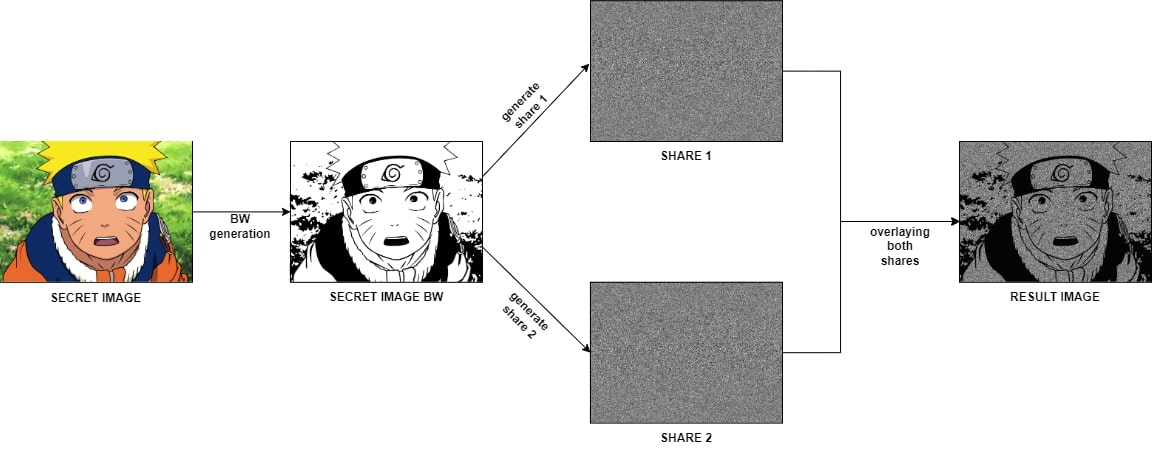 generate
share 1
SHARE 1
BW
generation
overlaying
both
shares
SECRET IMAGE
SECRET IMAGE BW
RESULT IMAGE
generate
share 2
SHARE 2